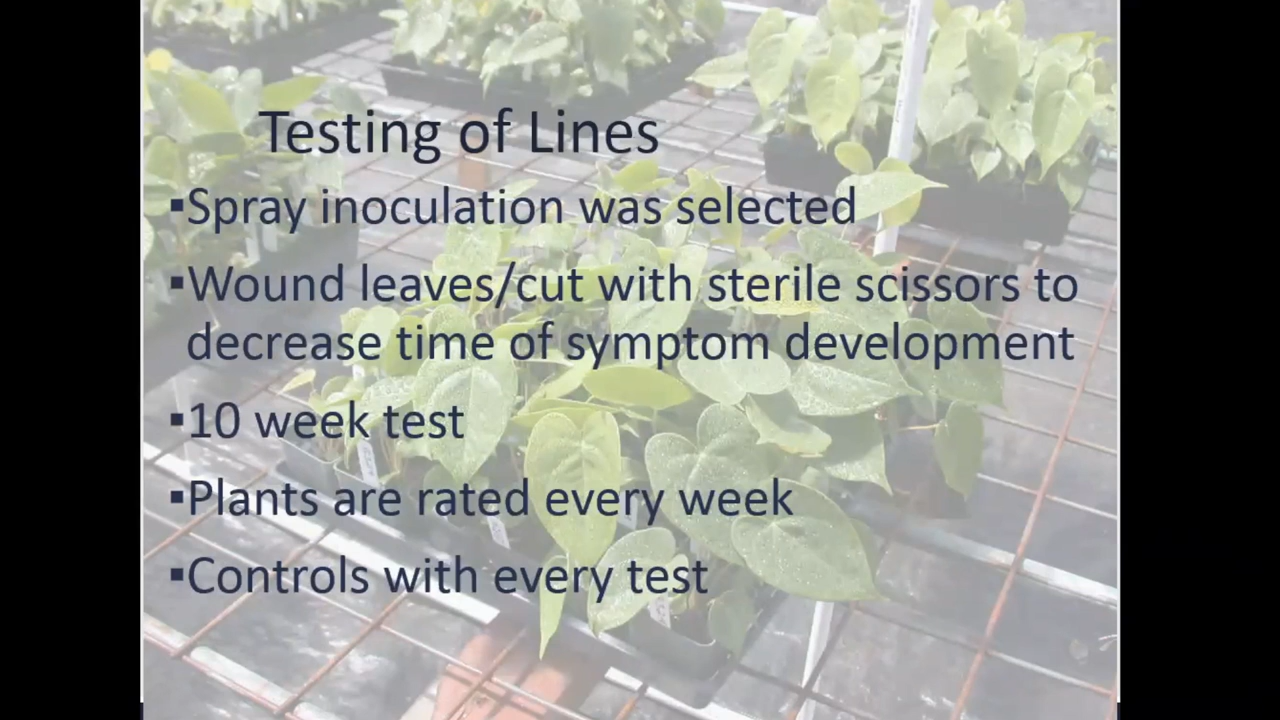 Testing of Lines
▪Spray inoculation was selected
▪Wound leaves/cut with sterile scissors to
decrease time of symptom development
▪10 week test
▪Plants are rated every week
▪Controls with every test